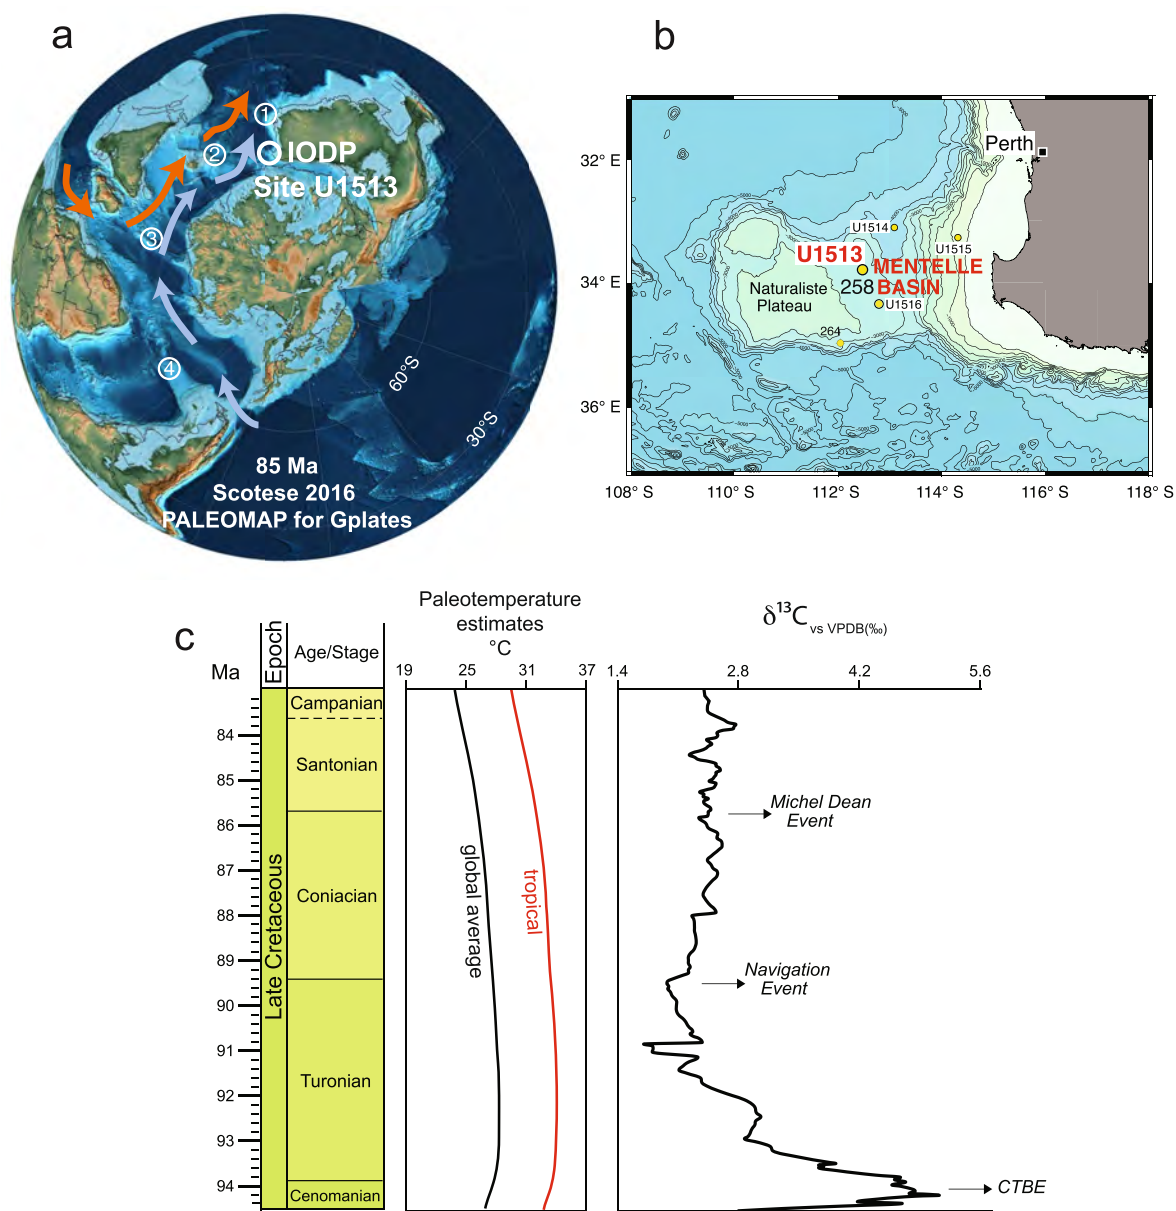 a
1
2
IODP
Site U1513
3
4
60°S
30°S
85 Ma
Scotese 2016
PALEOMAP for Gplates
b
32° E
34° E
36° E
108° S
110° S
112° S
114° S
116° S
118° S
Perth
U1514
U1515
U1513
MENTELLE
258 BASIN
U1516
Naturaliste
Plateau
264
c
Ma
Epoch
Age/Stage
Paleotemperature
estimates
°C
19 25 31 37
δ¹³C vs VPDB(‰)
1.4 2.8 4.2 5.6
Late Cretaceous
Campanian
Santonian
Coniacian
Turonian
Cenomanian
84
85
86
87
88
89
90
91
92
93
94
global average
tropical
Michel Dean
Event
Navigation
Event
CTBE